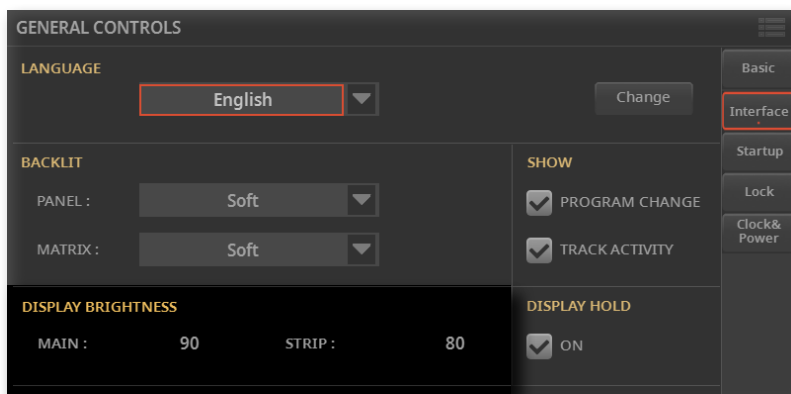 GENERAL CONTROLS
LANGUAGE
English
Change
BACKLIT
PANEL :
Soft
MATRIX :
Soft
SHOW
PROGRAM CHANGE
TRACK ACTIVITY
DISPLAY BRIGHTNESS
MAIN : 90 STRIP : 80
DISPLAY HOLD
ON
Basic
Interface
Startup
Lock
Clock&
Power